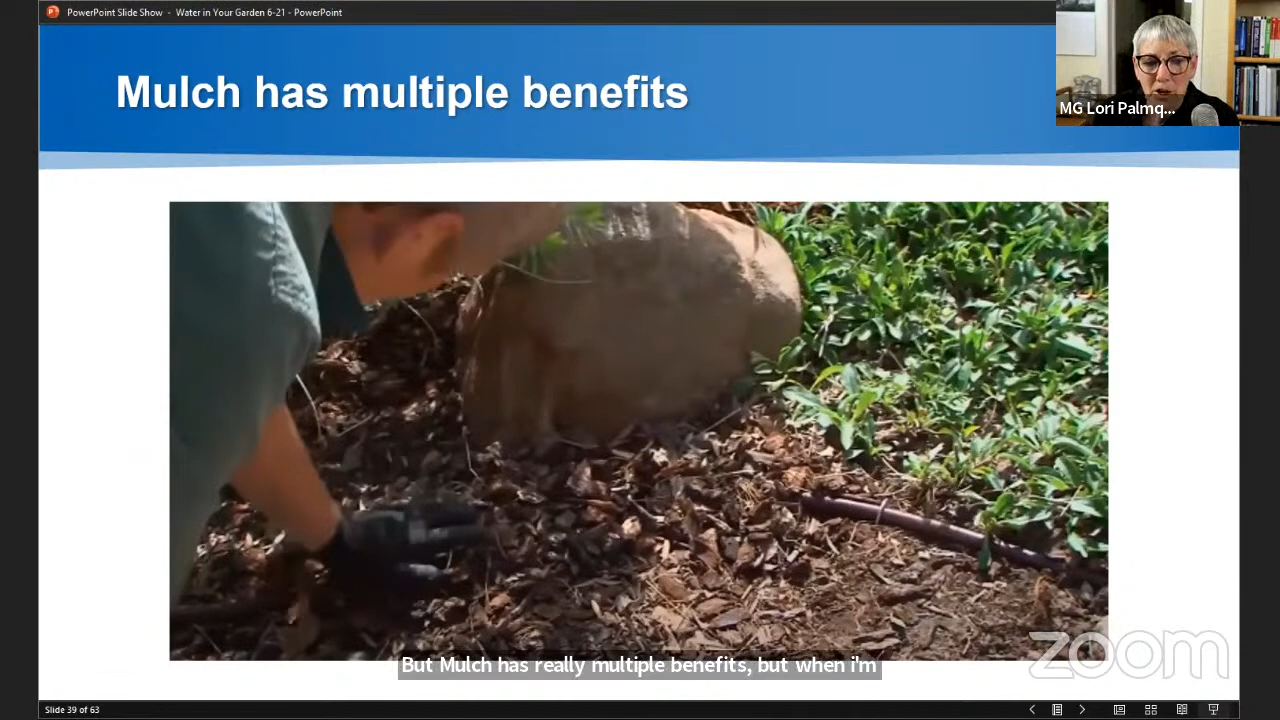 PowerPoint Slide Show - Water in Your Garden 6-21 - PowerPoint
Mulch has multiple benefits
MG Lori Palmq...
But Mulch has really multiple benefits, but when i'm
zoom
Slide 39 of 63